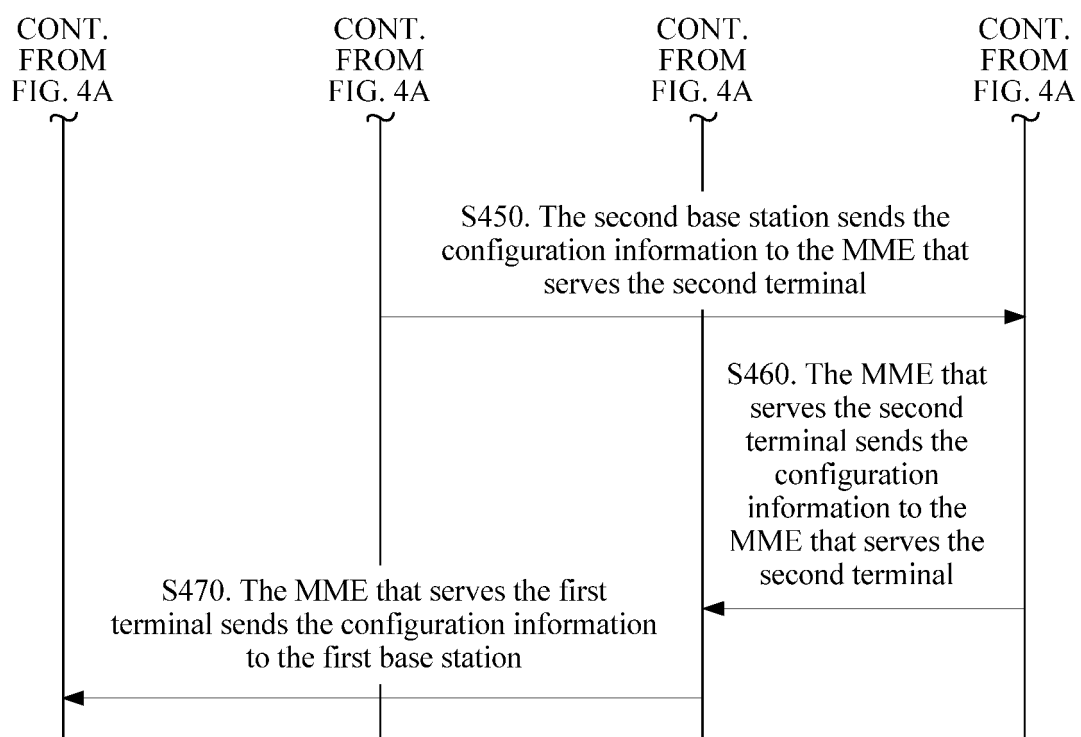 CONT.
FROM
FIG. 4A
CONT.
FROM
FIG. 4A
CONT.
FROM
FIG. 4A
CONT.
FROM
FIG. 4A
S450. The second base station sends the
configuration information to the MME that
serves the second terminal
S460. The MME that
serves the second
terminal sends the
configuration
information to the
MME that serves the
second terminal
S470. The MME that serves the first
terminal sends the configuration information
to the first base station